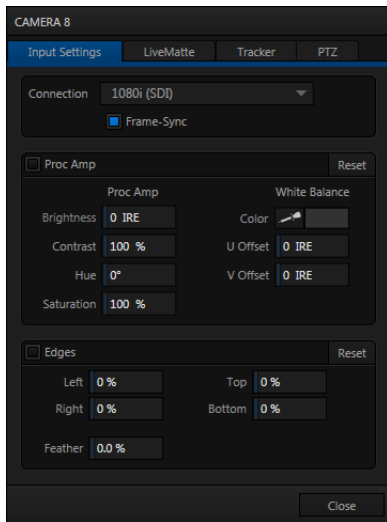 CAMERA 8
Input Settings LiveMatte Tracker PTZ
Connection 1080i (SDI)
Frame-Sync
Proc Amp Reset
Proc Amp White Balance
Brightness 0 IRE Color
Contrast 100 % U Offset 0 IRE
Hue 0° V Offset 0 IRE
Saturation 100 %
Edges Reset
Left 0 % Top 0 %
Right 0 % Bottom 0 %
Feather 0.0 %
Close